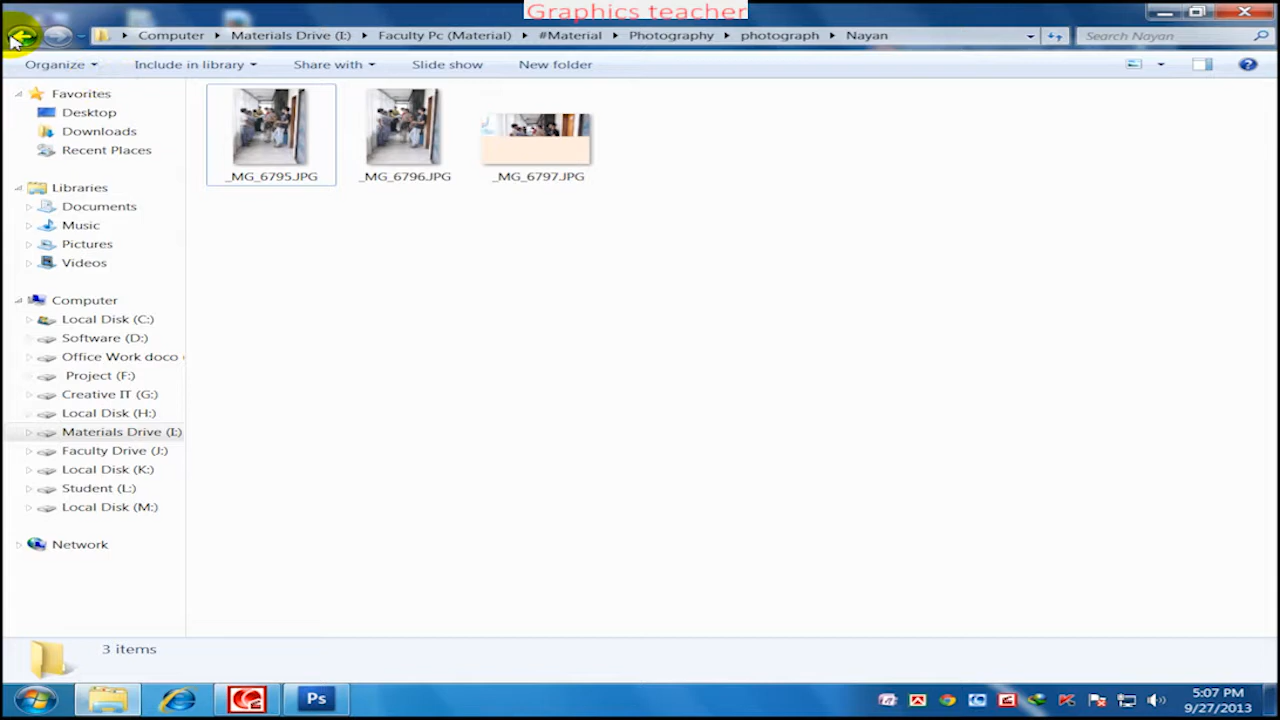 Graphics teacher
Computer Materials Drive (I:) Faculty Pc (Material) #Material Photography photograph Nayan Search Nayan
Organize Include in library Share with Slide show New folder
Favorites
Desktop
Downloads
Recent Places
Libraries
Documents
Music
Pictures
Videos
Computer
Local Disk (C:)
Software (D:)
Office Work doco
Project (F:)
Creative IT (G:)
Local Disk (H:)
Materials Drive (I:)
Faculty Drive (J:)
Local Disk (K:)
Student (L:)
Local Disk (M:)
Network
_MG_6795.JPG _MG_6796.JPG _MG_6797.JPG
3 items
Ps
5:07 PM
9/27/2013